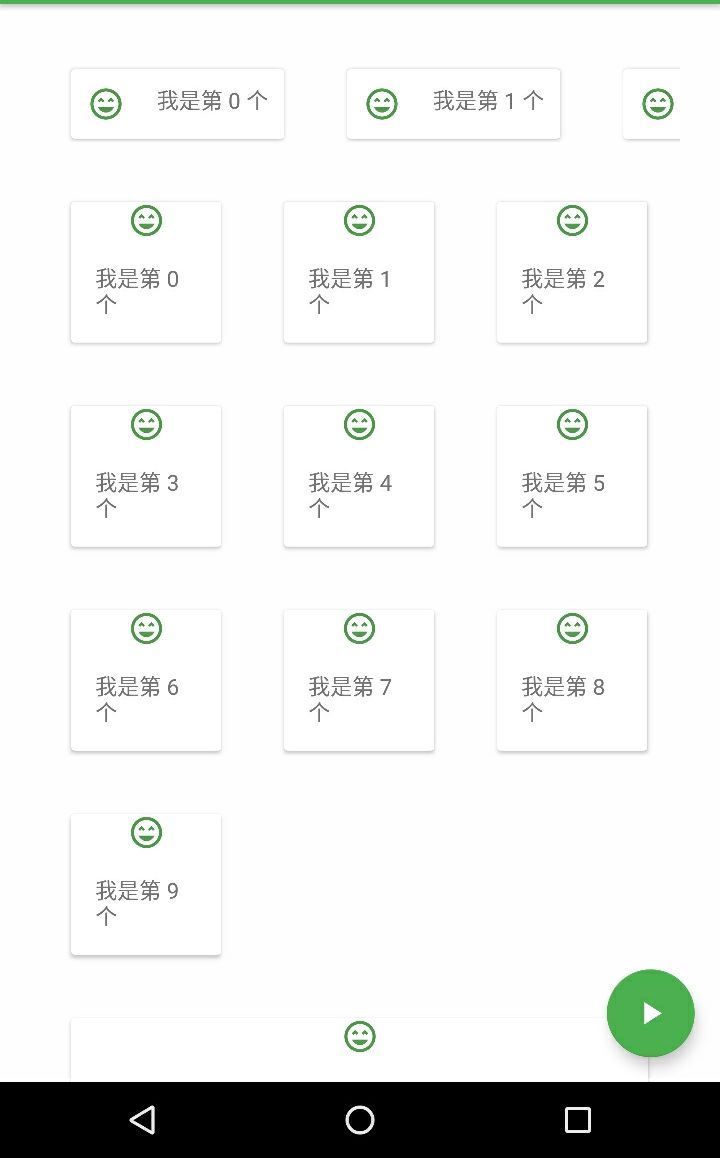 我是第 0 个
我是第 1 个
我是第 0
个
我是第 1
个
我是第 2
个
我是第 3
个
我是第 4
个
我是第 5
个
我是第 6
个
我是第 7
个
我是第 8
个
我是第 9
个